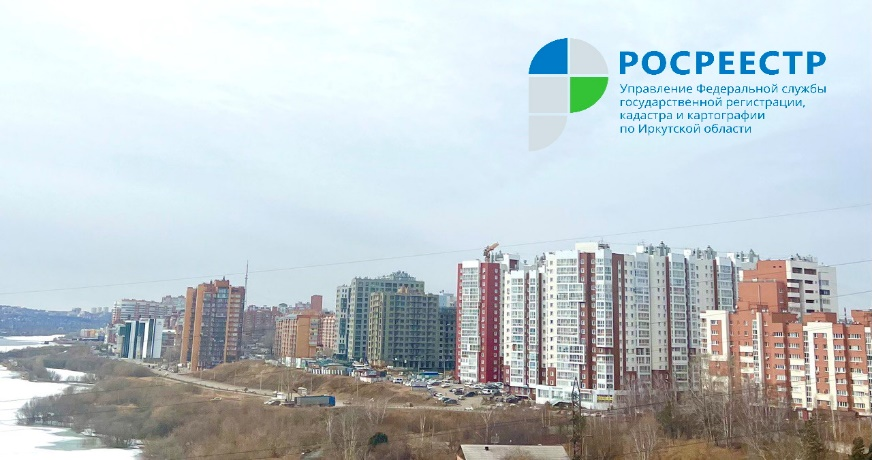 РОСРЕЕСТР
Управление Федеральной службы
государственной регистрации,
кадастра и картографии
по Иркутской области